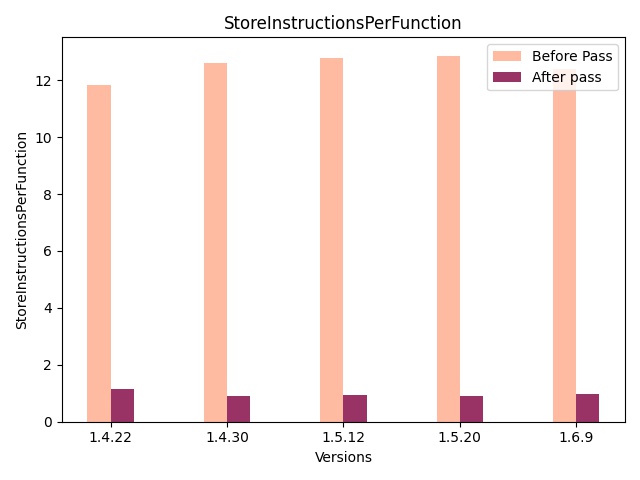 StoreInstructionsPerFunction
Before Pass
After pass
StoreInstructionsPerFunction
12
10
8
6
4
2
0
1.4.22 1.4.30 1.5.12 1.5.20 1.6.9
Versions